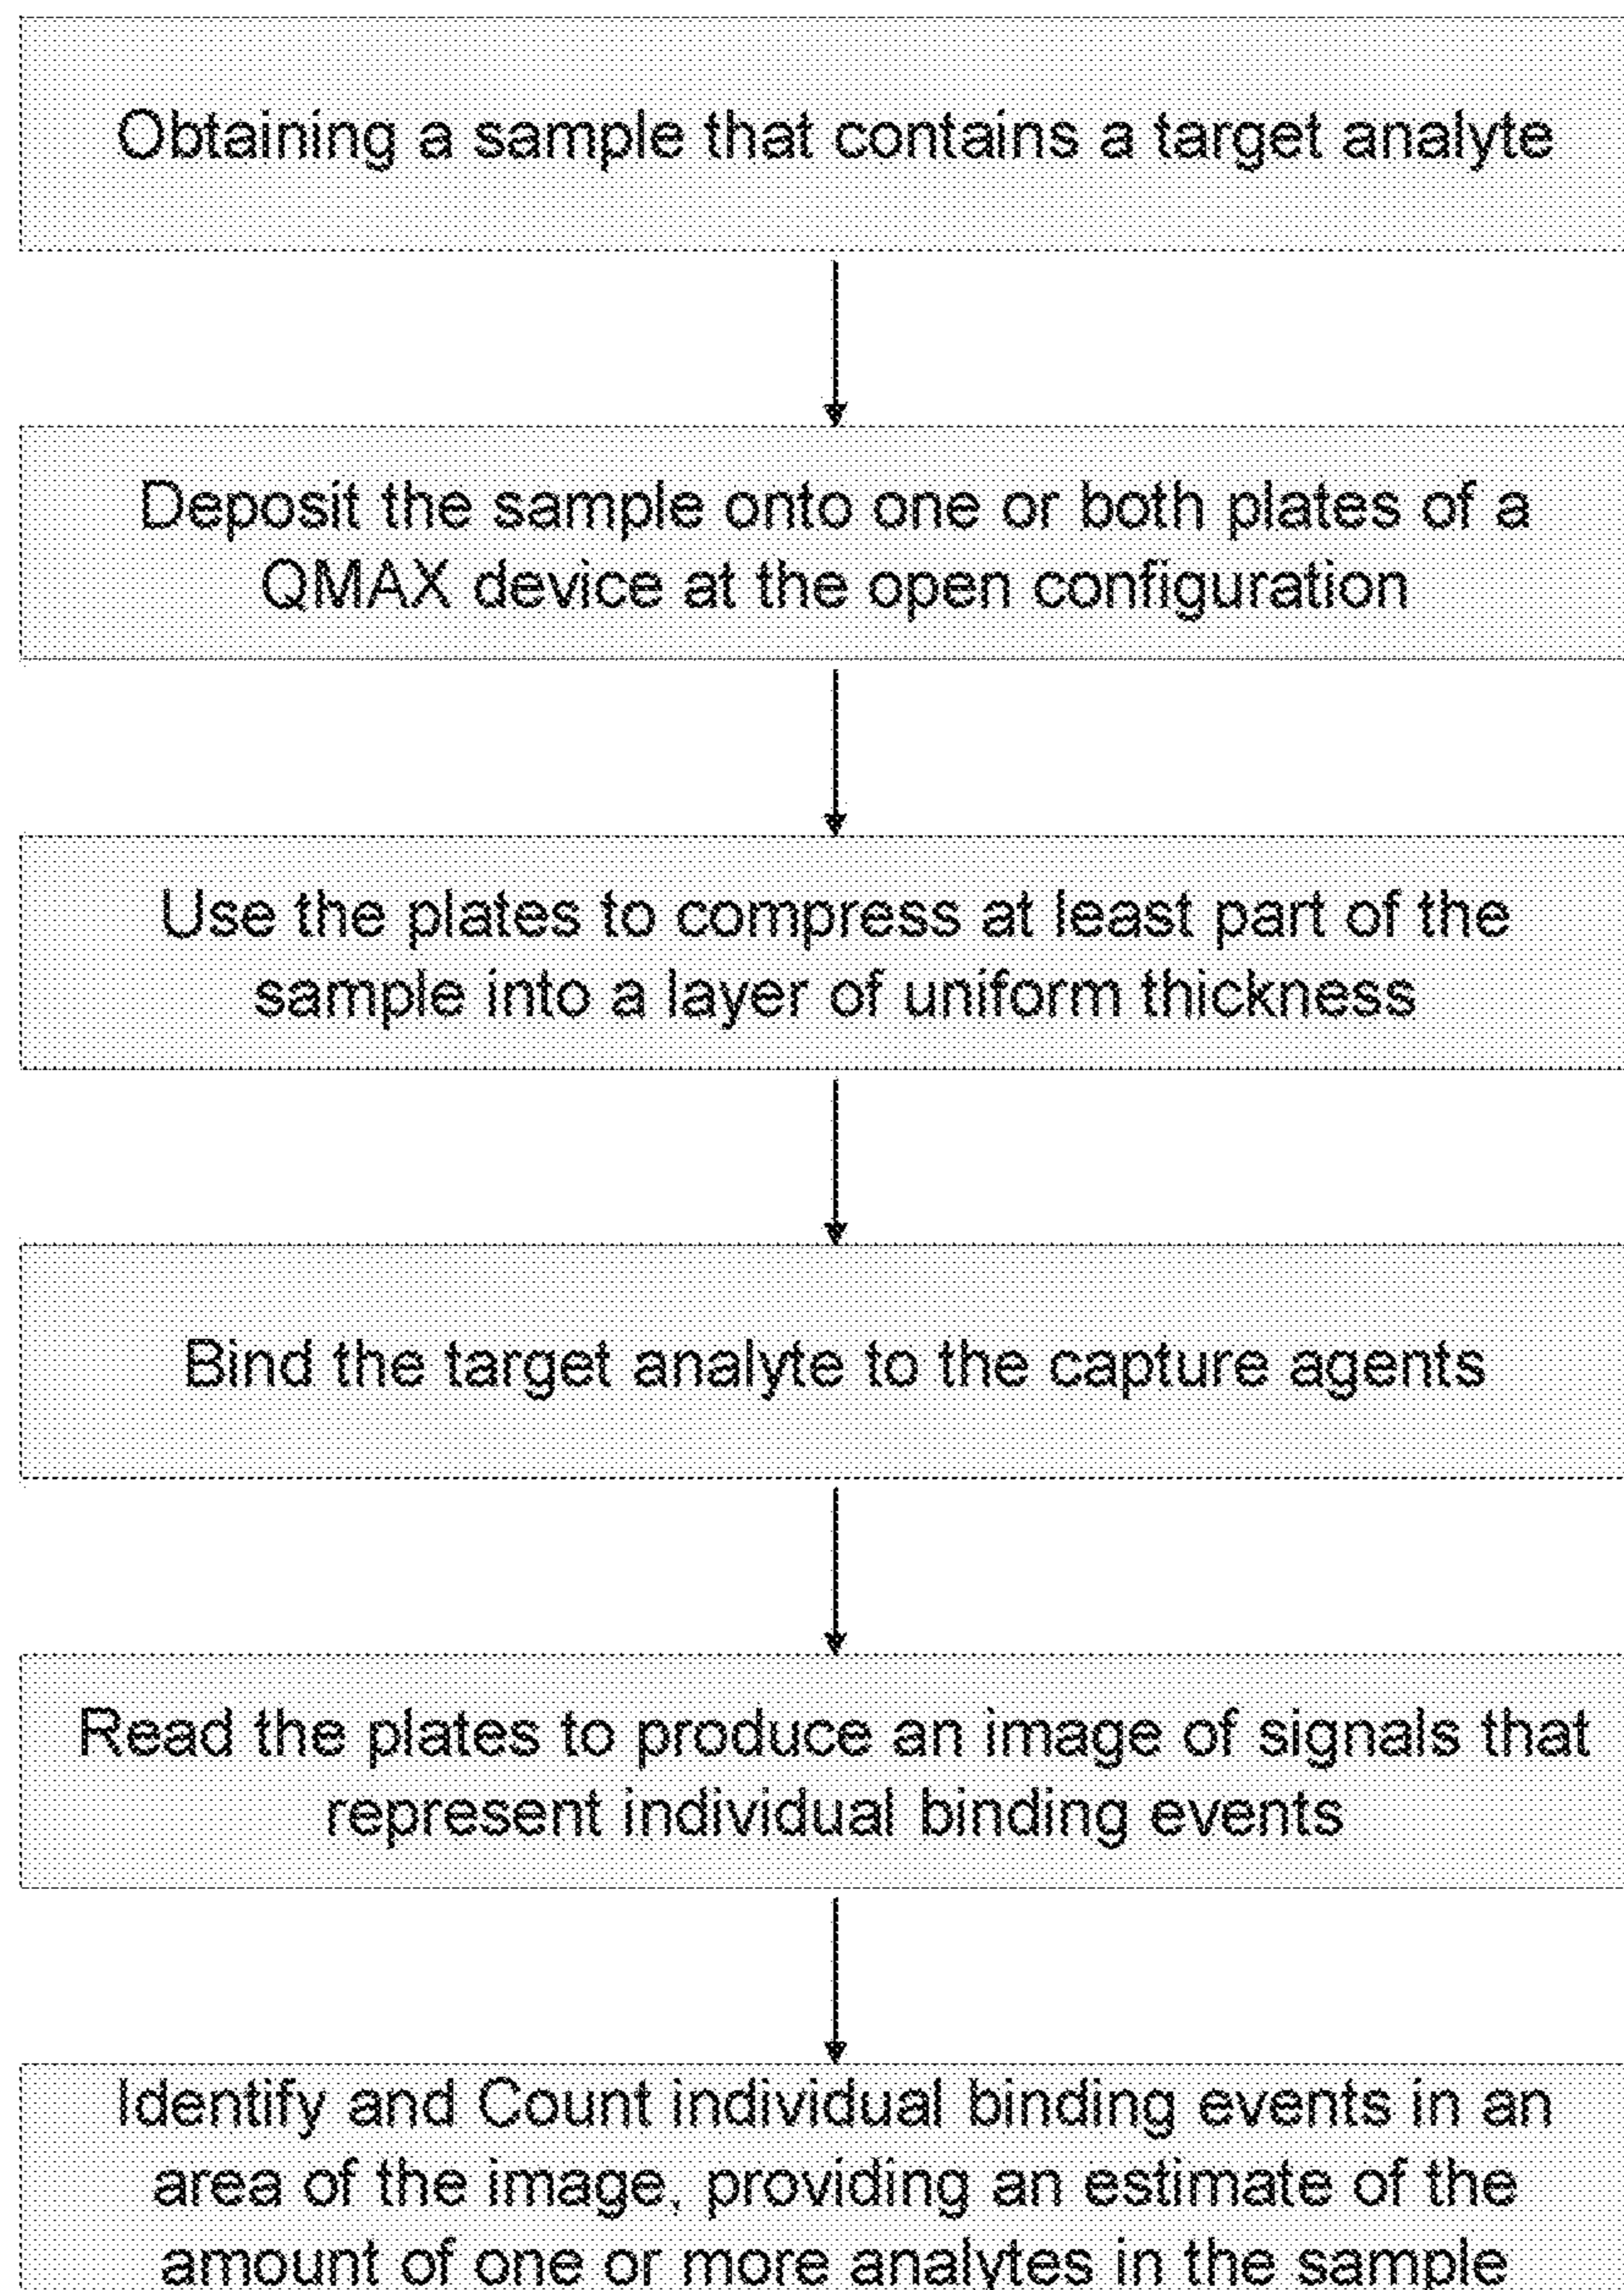 Obtaining a sample that contains a target analyte
Deposit the sample onto one or both plates of a
QMAX device at the open configuration
Use the plates to compress at least part of the
sample into a layer of uniform thickness
Bind the target analyte to the capture agents
Read the plates to produce an image of signals that
represent individual binding events
Identify and Count individual binding events in an
area of the image, providing an estimate of the
amount of one or more analytes in the sample